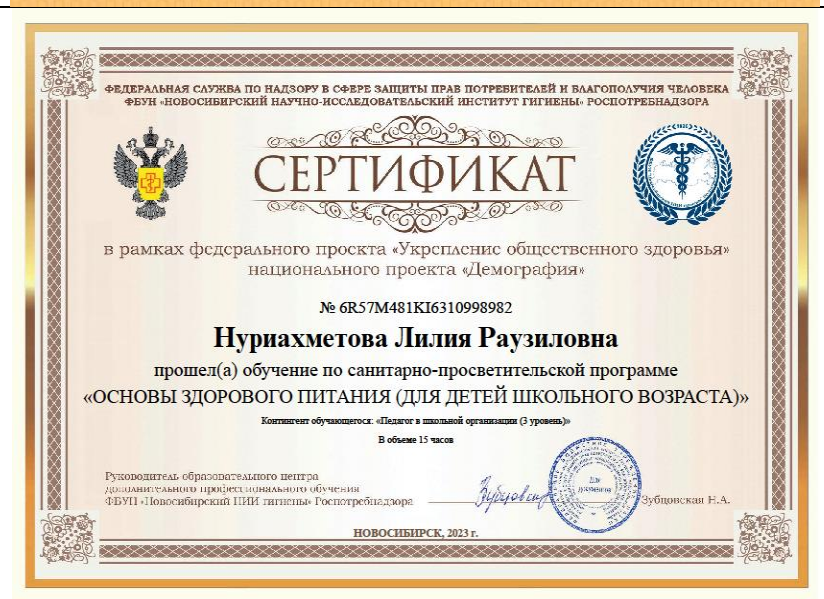 ФЕДЕРАЛЬНАЯ СЛУЖБА ПО НАДЗОРУ В СФЕРЕ ЗАЩИТЫ ПРАВ ПОТРЕБИТЕЛЕЙ И БЛАГОПОЛУЧИЯ ЧЕЛОВЕКА
ФБУН «НОВОСИБИРСКИЙ НАУЧНО-ИССЛЕДОВАТЕЛЬСКИЙ ИНСТИТУТ ГИГИЕНЫ» РОСПОТРЕБНАДЗОРА
СЕРТИФИКАТ
в рамках федерального проекта «Укрепление общественного здоровья»
национального проекта «Демография»
№ 6R57M481KI6310998982
Нуриахметова Лилия Раузиловна
прошел(а) обучение по санитарно-просветительской программе
«ОСНОВЫ ЗДОРОВОГО ПИТАНИЯ (ДЛЯ ДЕТЕЙ ШКОЛЬНОГО ВОЗРАСТА)»
Контингент обучающегося: «Педагог в школьной организации (3 уровень)»
В объеме 15 часов
Руководитель образовательного центра
дополнительного профессионального обучения
ФБУН «Новосибирский НИИ гигиены» Роспотребнадзора
Для
документов
Зубцовская Н.А.
НОВОСИБИРСК, 2023 г.